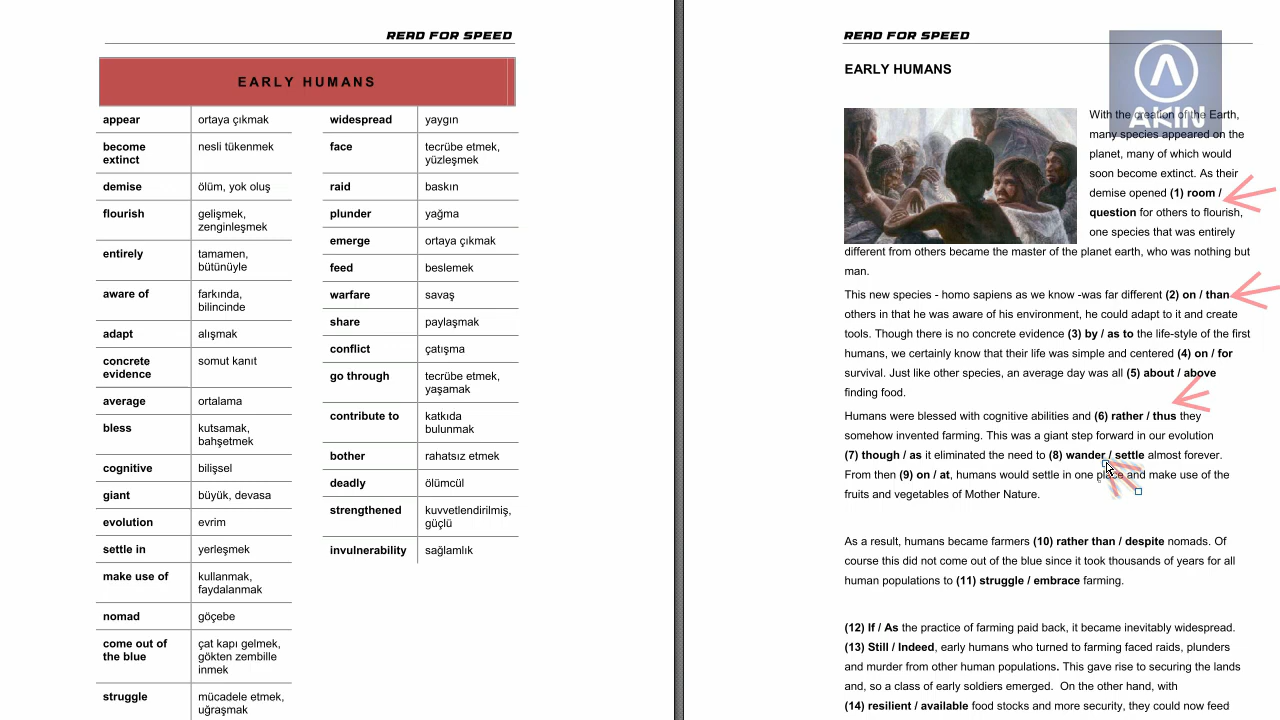 READ FOR SPEED
EARLY HUMANS
appear ortaya çıkmak
become nesli tükenmek
extinct
demise ölüm, yok oluş
flourish gelişmek,
zenginleşmek
entirely tamamen,
bütünüyle
aware of farkında,
bilincinde
adapt alışmak
concrete somut kanıt
evidence
average ortalama
bless kutsamak,
bahşetmek
cognitive bilişsel
giant büyük, devasa
evolution evrim
settle in yerleşmek
make use of kullanmak,
faydalanmak
nomad göçebe
come out of çat kapı gelmek,
the blue gökten zembille
inmek
struggle mücadele etmek,
uğraşmak
widespread yaygın
face tecrübe etmek,
yüzleşmek
raid baskın
plunder yağma
emerge ortaya çıkmak
feed beslemek
warfare savaş
share paylaşmak
conflict çatışma
go through tecrübe etmek,
yaşamak
contribute to katkıda
bulunmak
bother rahatsız etmek
deadly ölümcül
strengthened kuvvetlendirilmiş,
güçlü
invulnerability sağlamlık
READ FOR SPEED
AKIN
EARLY HUMANS
With the creation of the Earth,
many species appeared on the
planet, many of which would
soon become extinct. As their
demise opened (1) room /
question for others to flourish,
one species that was entirely
different from others became the master of the planet earth, who was nothing but
man.
This new species - homo sapiens as we know -was far different (2) on / than
others in that he was aware of his environment, he could adapt to it and create
tools. Though there is no concrete evidence (3) by / as to the life-style of the first
humans, we certainly know that their life was simple and centered (4) on / for
survival. Just like other species, an average day was all (5) about / above
finding food.
Humans were blessed with cognitive abilities and (6) rather / thus they
somehow invented farming. This was a giant step forward in our evolution
(7) though / as it eliminated the need to (8) wander / settle almost forever.
From then (9) on / at, humans would settle in one place and make use of the
fruits and vegetables of Mother Nature.
As a result, humans became farmers (10) rather than / despite nomads. Of
course this did not come out of the blue since it took thousands of years for all
human populations to (11) struggle / embrace farming.
(12) If / As the practice of farming paid back, it became inevitably widespread.
(13) Still / Indeed, early humans who turned to farming faced raids, plunders
and murder from other human populations. This gave rise to securing the lands
and, so a class of early soldiers emerged. On the other hand, with
(14) resilient / available food stocks and more security, they could now feed